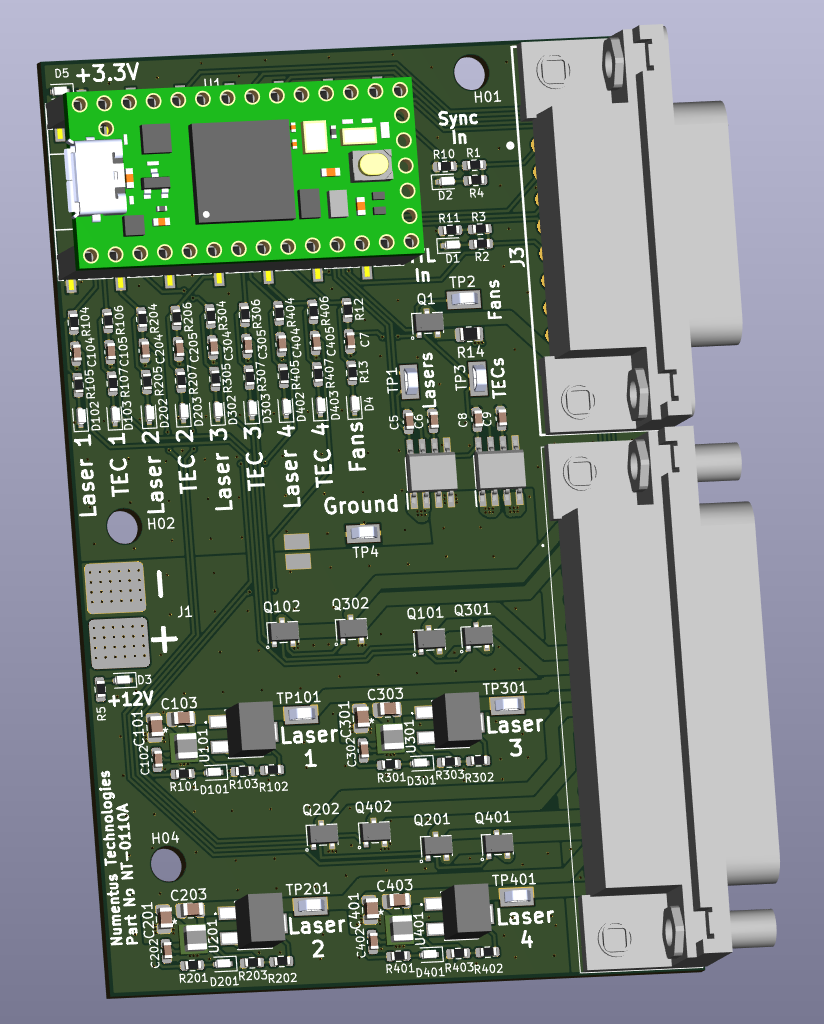 D5
+3.3V
U1
H01
Sync
In
R10
R1
D2
R4
R11
R3
D1
R2
In
J3
TP2
Fans
Q1
R14
R104
R106
R204
R206
R304
R306
R404
R406
R12
C104
C105
C204
C205
C304
C305
C404
C405
C7
R105
R107
R205
R207
R305
R307
R405
R407
R13
D102
D103
D202
D203
D302
D303
D402
D403
D4
Laser 1
TEC 1
Laser 2
TEC 2
Laser 3
TEC 3
Laser 4
TEC 4
Fans
TP1
Lasers
TP3
TECs
C5
C6
C8
C9
H02
Ground
TP4
-
J1
+
D3
R5
+12V
Q102
Q302
Q101
Q301
C103
C101
C102
U101
TP101
Laser
1
R101
D101
R103
R102
C303
C301
C302
U301
TP301
Laser
3
R301
D301
R303
R302
Numentus Technologies
Part No NT-0110A
H04
Q202
Q402
Q201
Q401
C203
C201
C202
U201
TP201
Laser
2
R201
D201
R203
R202
C403
C401
C402
U401
TP401
Laser
4
R401
D401
R403
R402